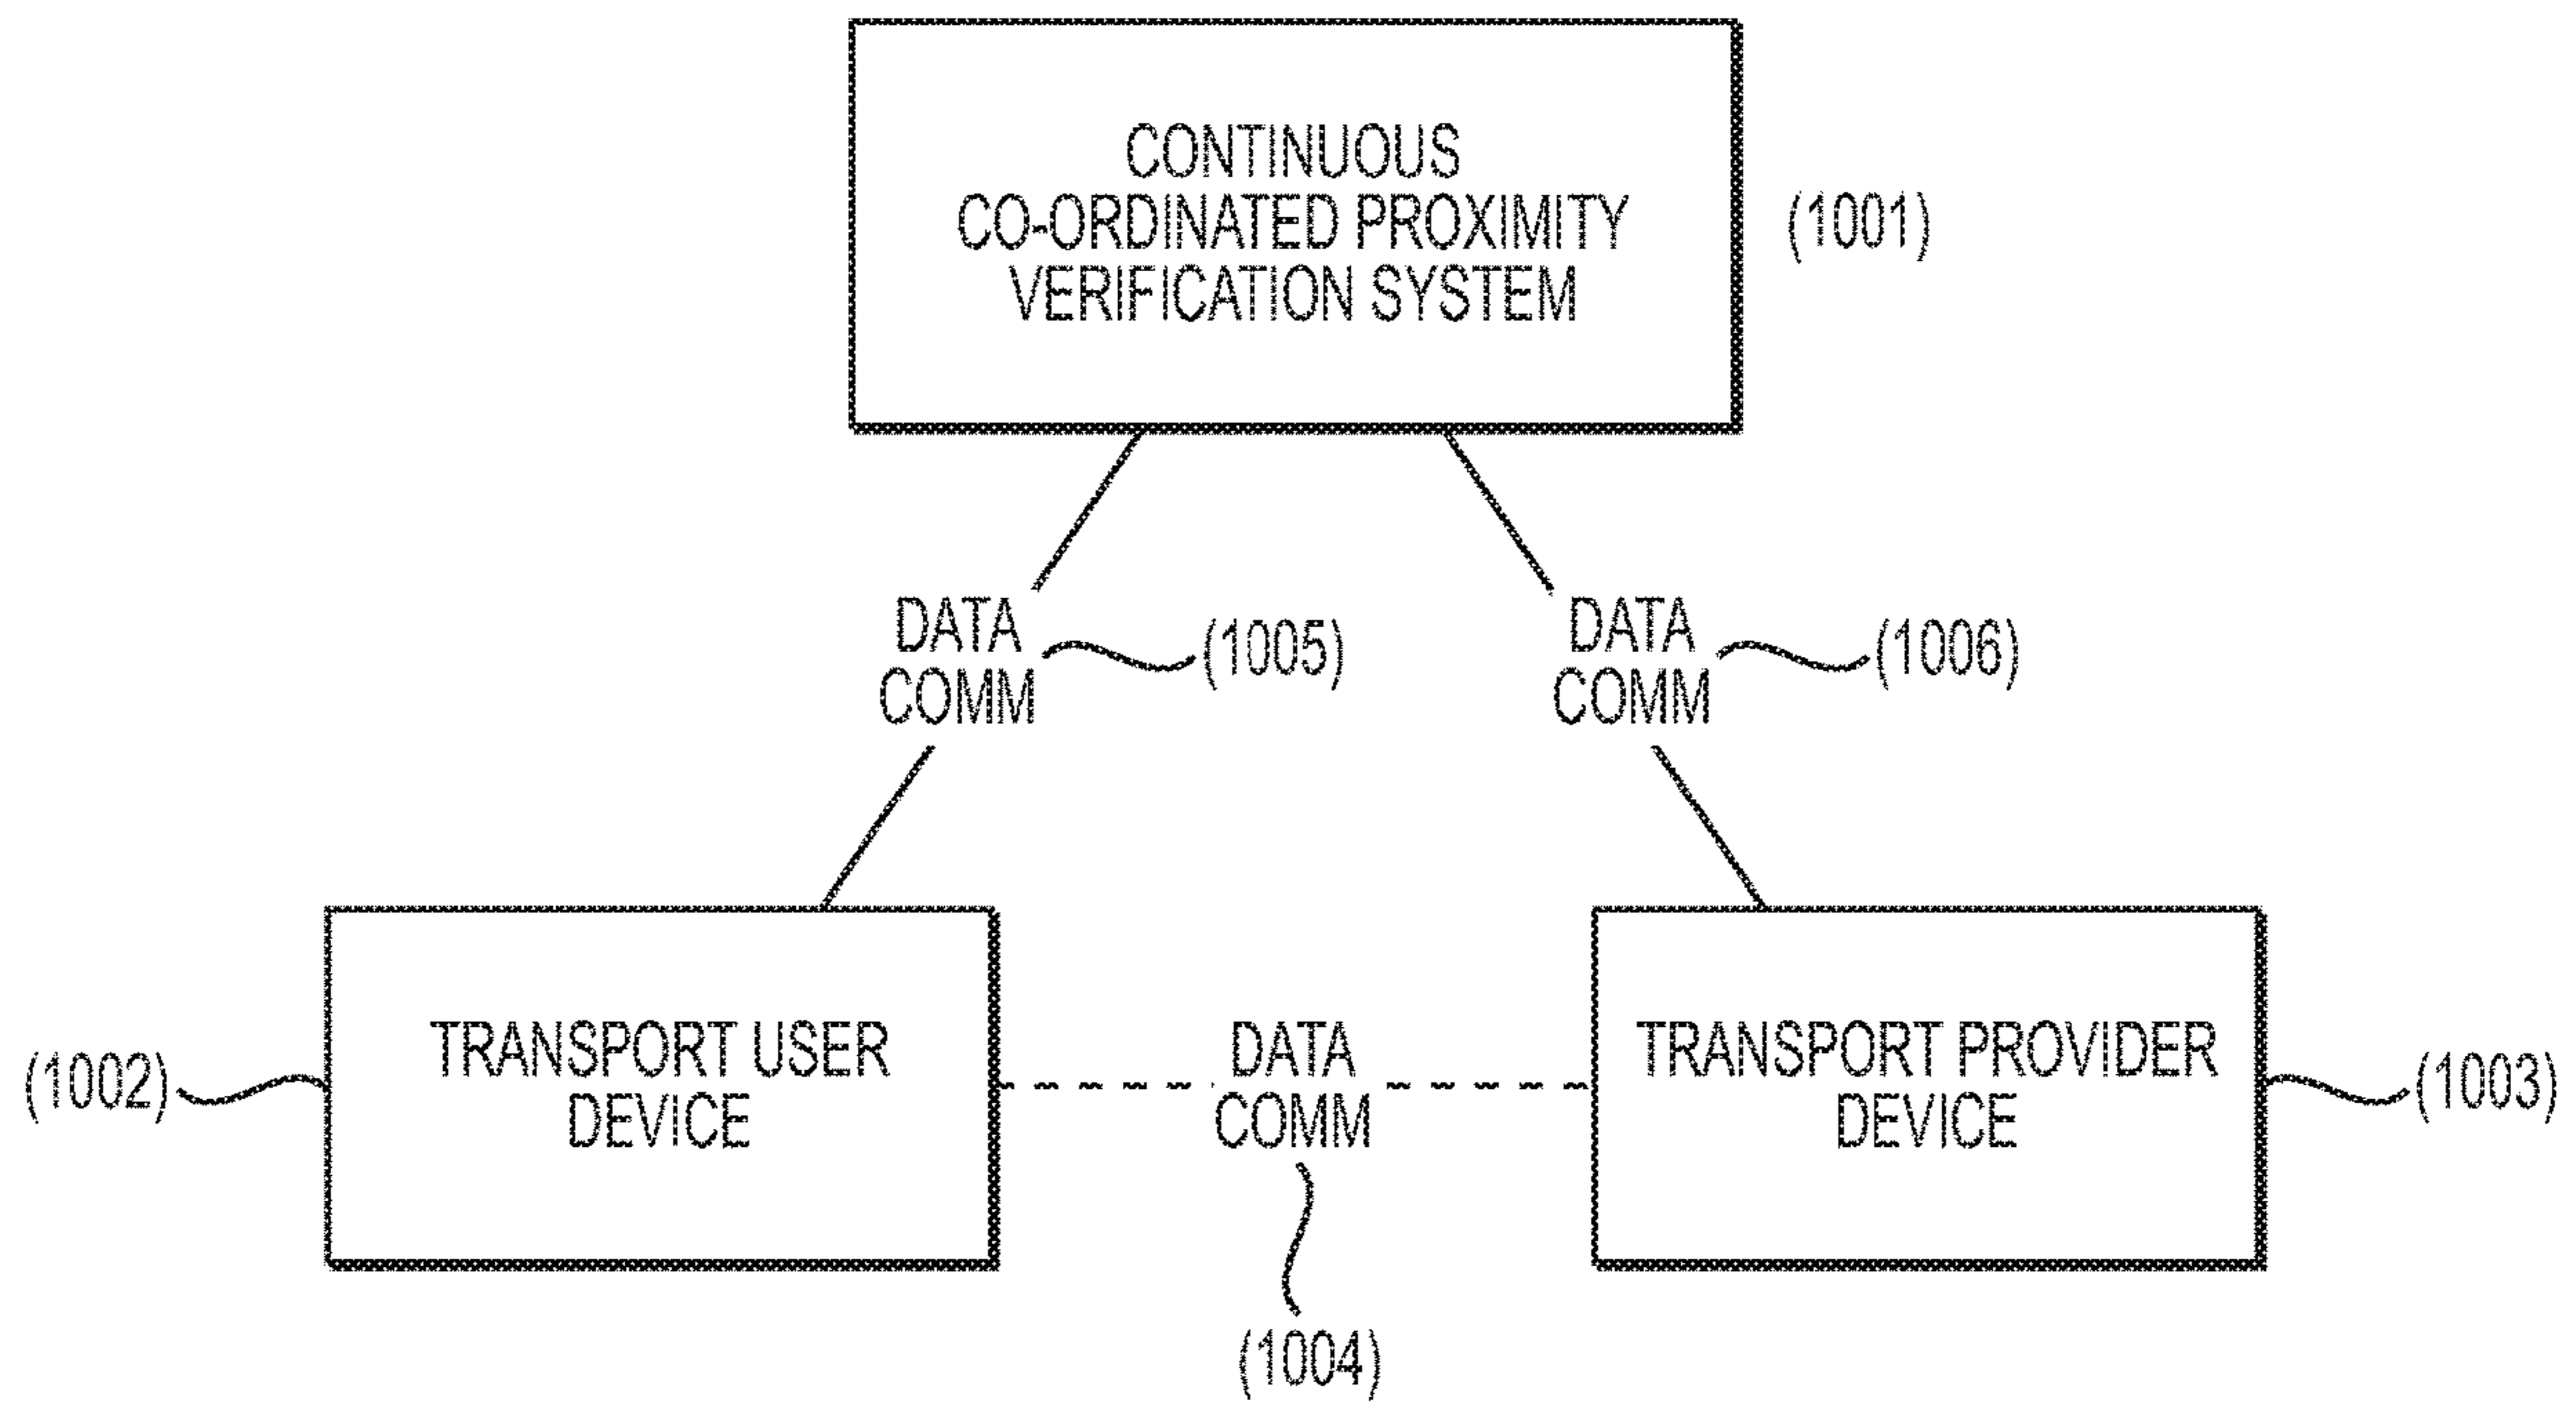 CONTINUOUS
CO-ORDINATED PROXIMITY
VERIFICATION SYSTEM
(1001)
DATA
COMM
(1005)
DATA
COMM
(1006)
(1002)
TRANSPORT USER
DEVICE
DATA
COMM
(1004)
TRANSPORT PROVIDER
DEVICE
(1003)